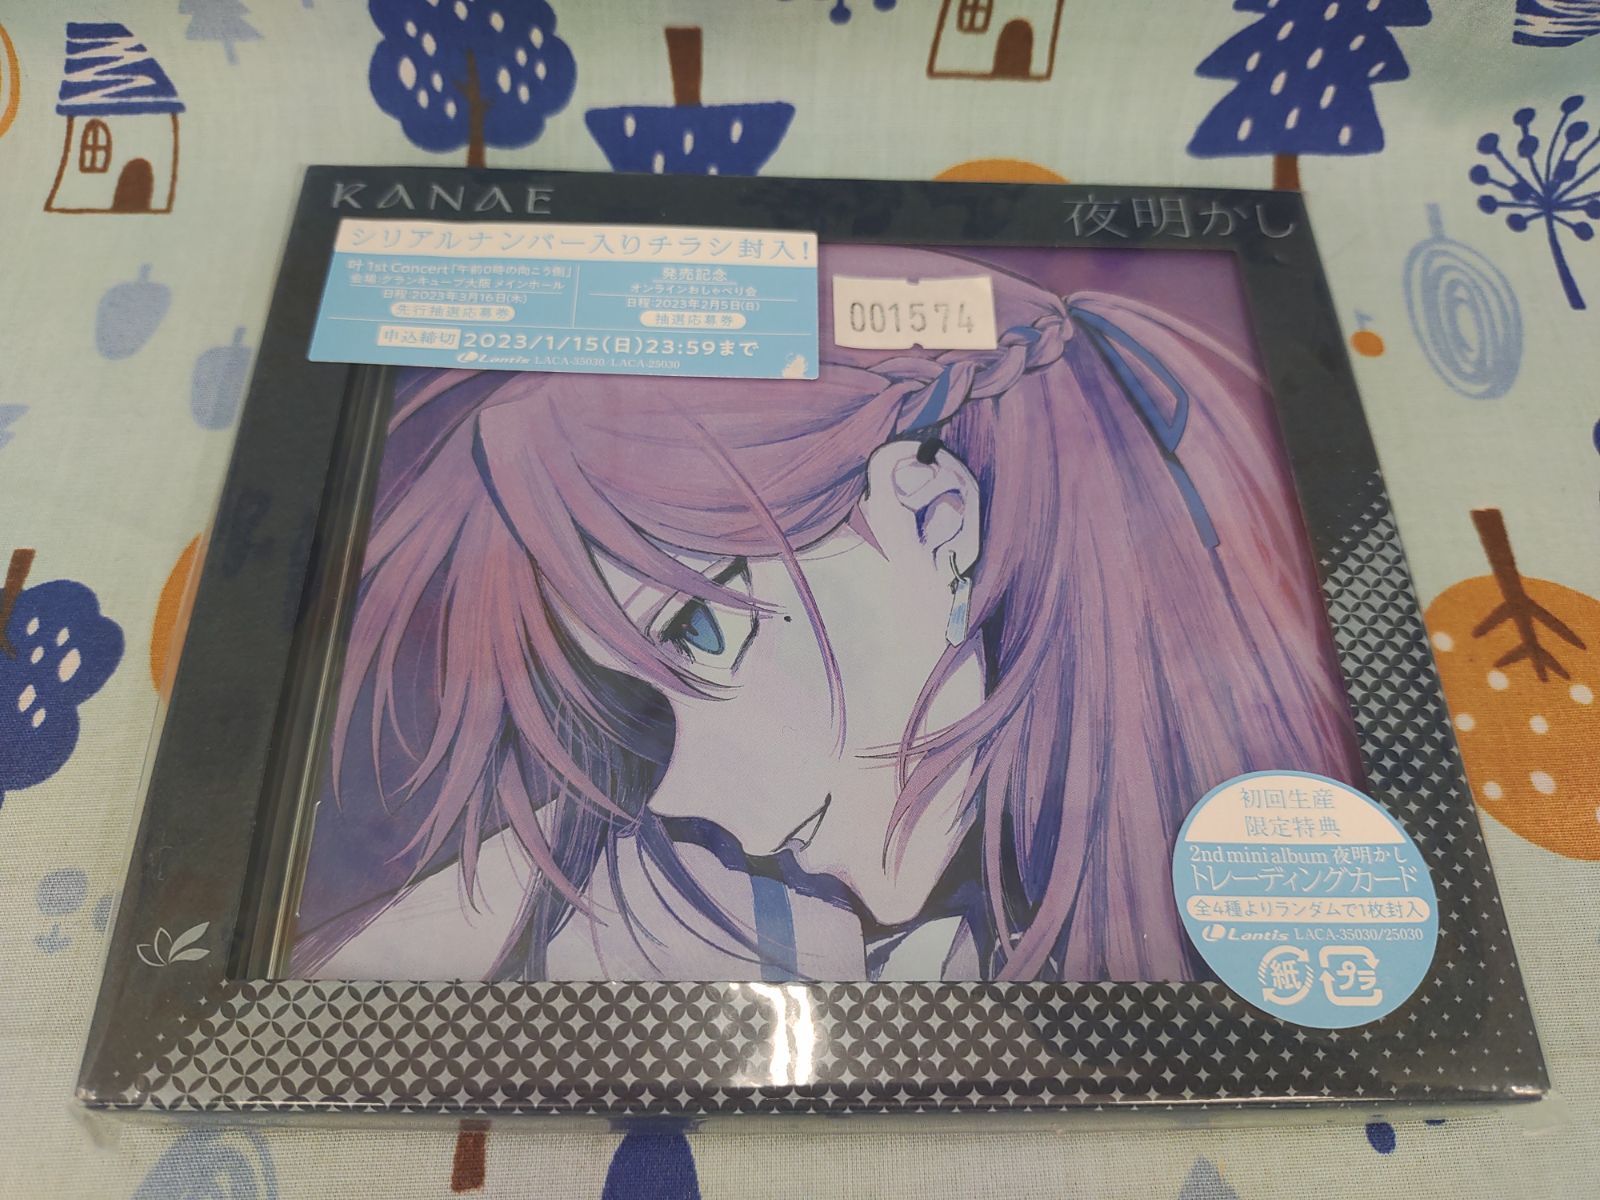 KANAE
夜明かし
シリアルナンバー入りチラシ封入!
叶 1st Concert「午前0時の向こう側」
会場:グランキューブ大阪 メインホール
日程:2023年3月16日(木)
先行抽選応募券
発売記念
オンラインおしゃべり会
日程:2023年2月5日(日)
抽選応募券
申込締切 2023/1/15(日)23:59まで
Lantis LACA-35030/LACA-25030
001574
初回生産
限定特典
2nd mini album 夜明かし
トレーディングカード
全4種よりランダムで1枚封入
Lantis LACA-35030/25030
紙 プラ